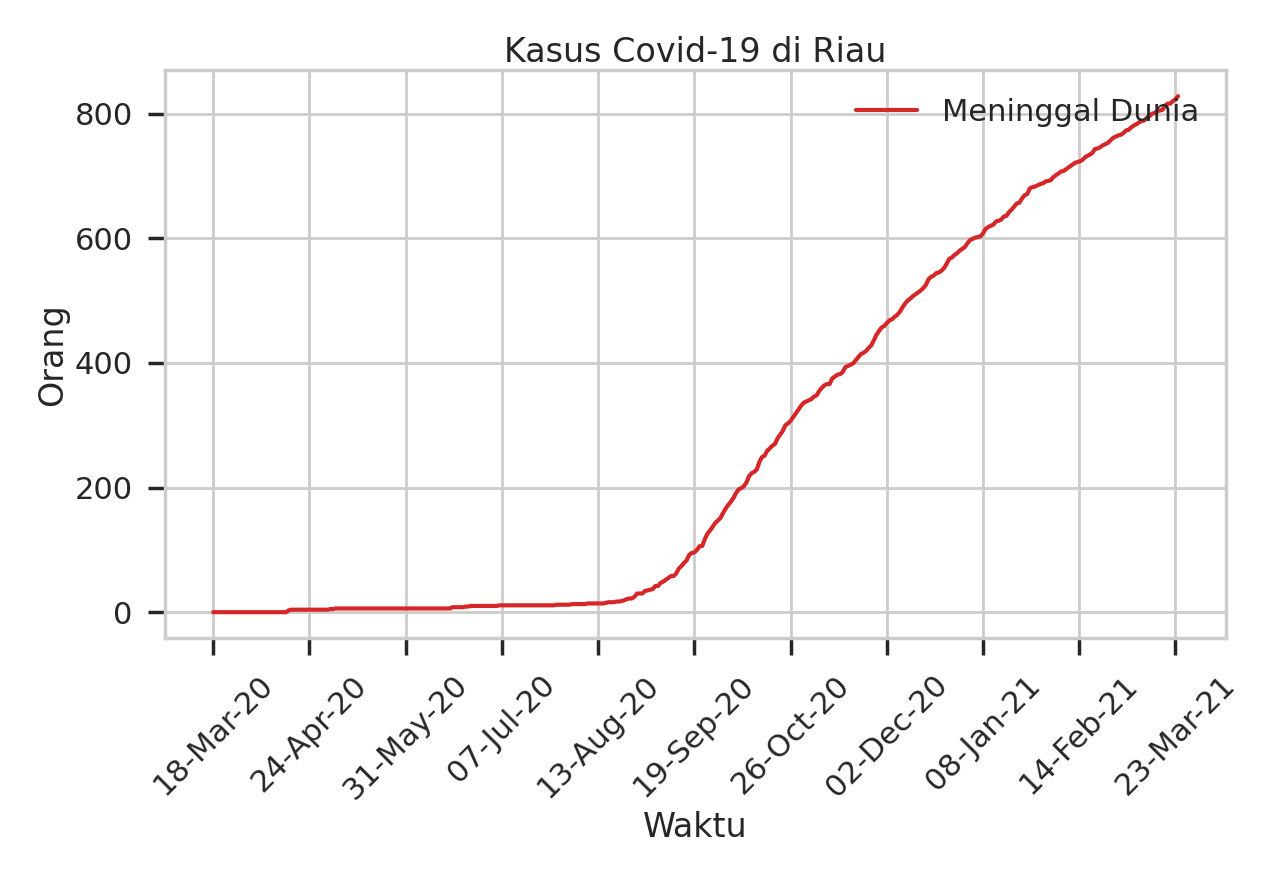 Kasus Covid-19 di Riau
Meninggal Dunia
Orang
800
600
400
200
0
18-Mar-20
24-Apr-20
31-May-20
07-Jul-20
13-Aug-20
19-Sep-20
26-Oct-20
02-Dec-20
08-Jan-21
14-Feb-21
23-Mar-21
Waktu